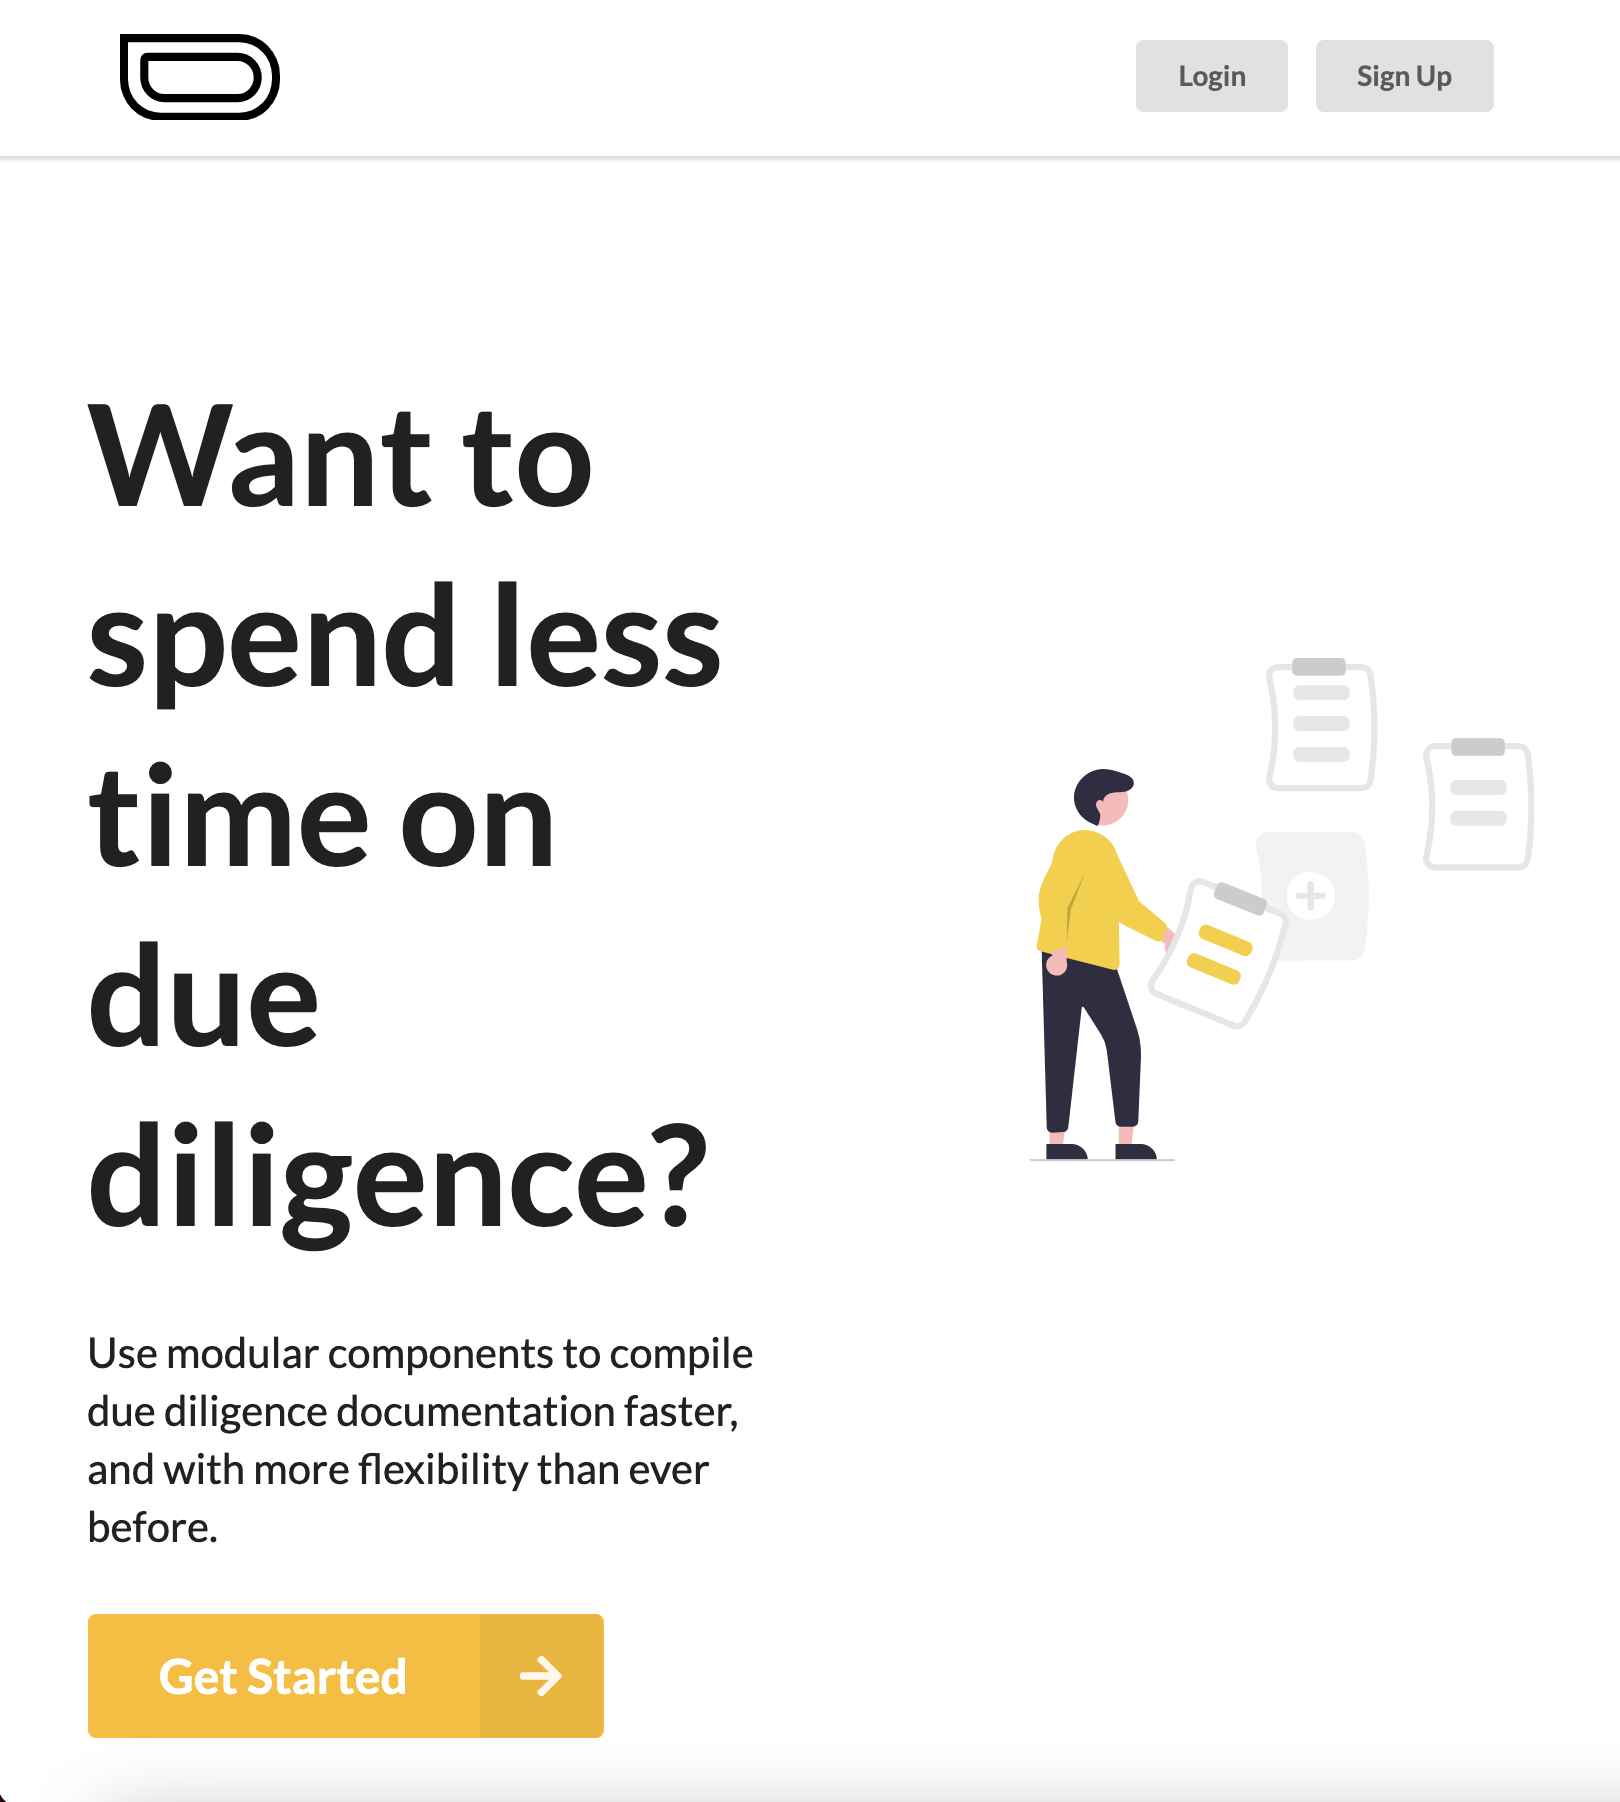 Login Sign Up
Want to
spend less
time on
due
diligence?
Use modular components to compile
due diligence documentation faster,
and with more flexibility than ever
before.
Get Started